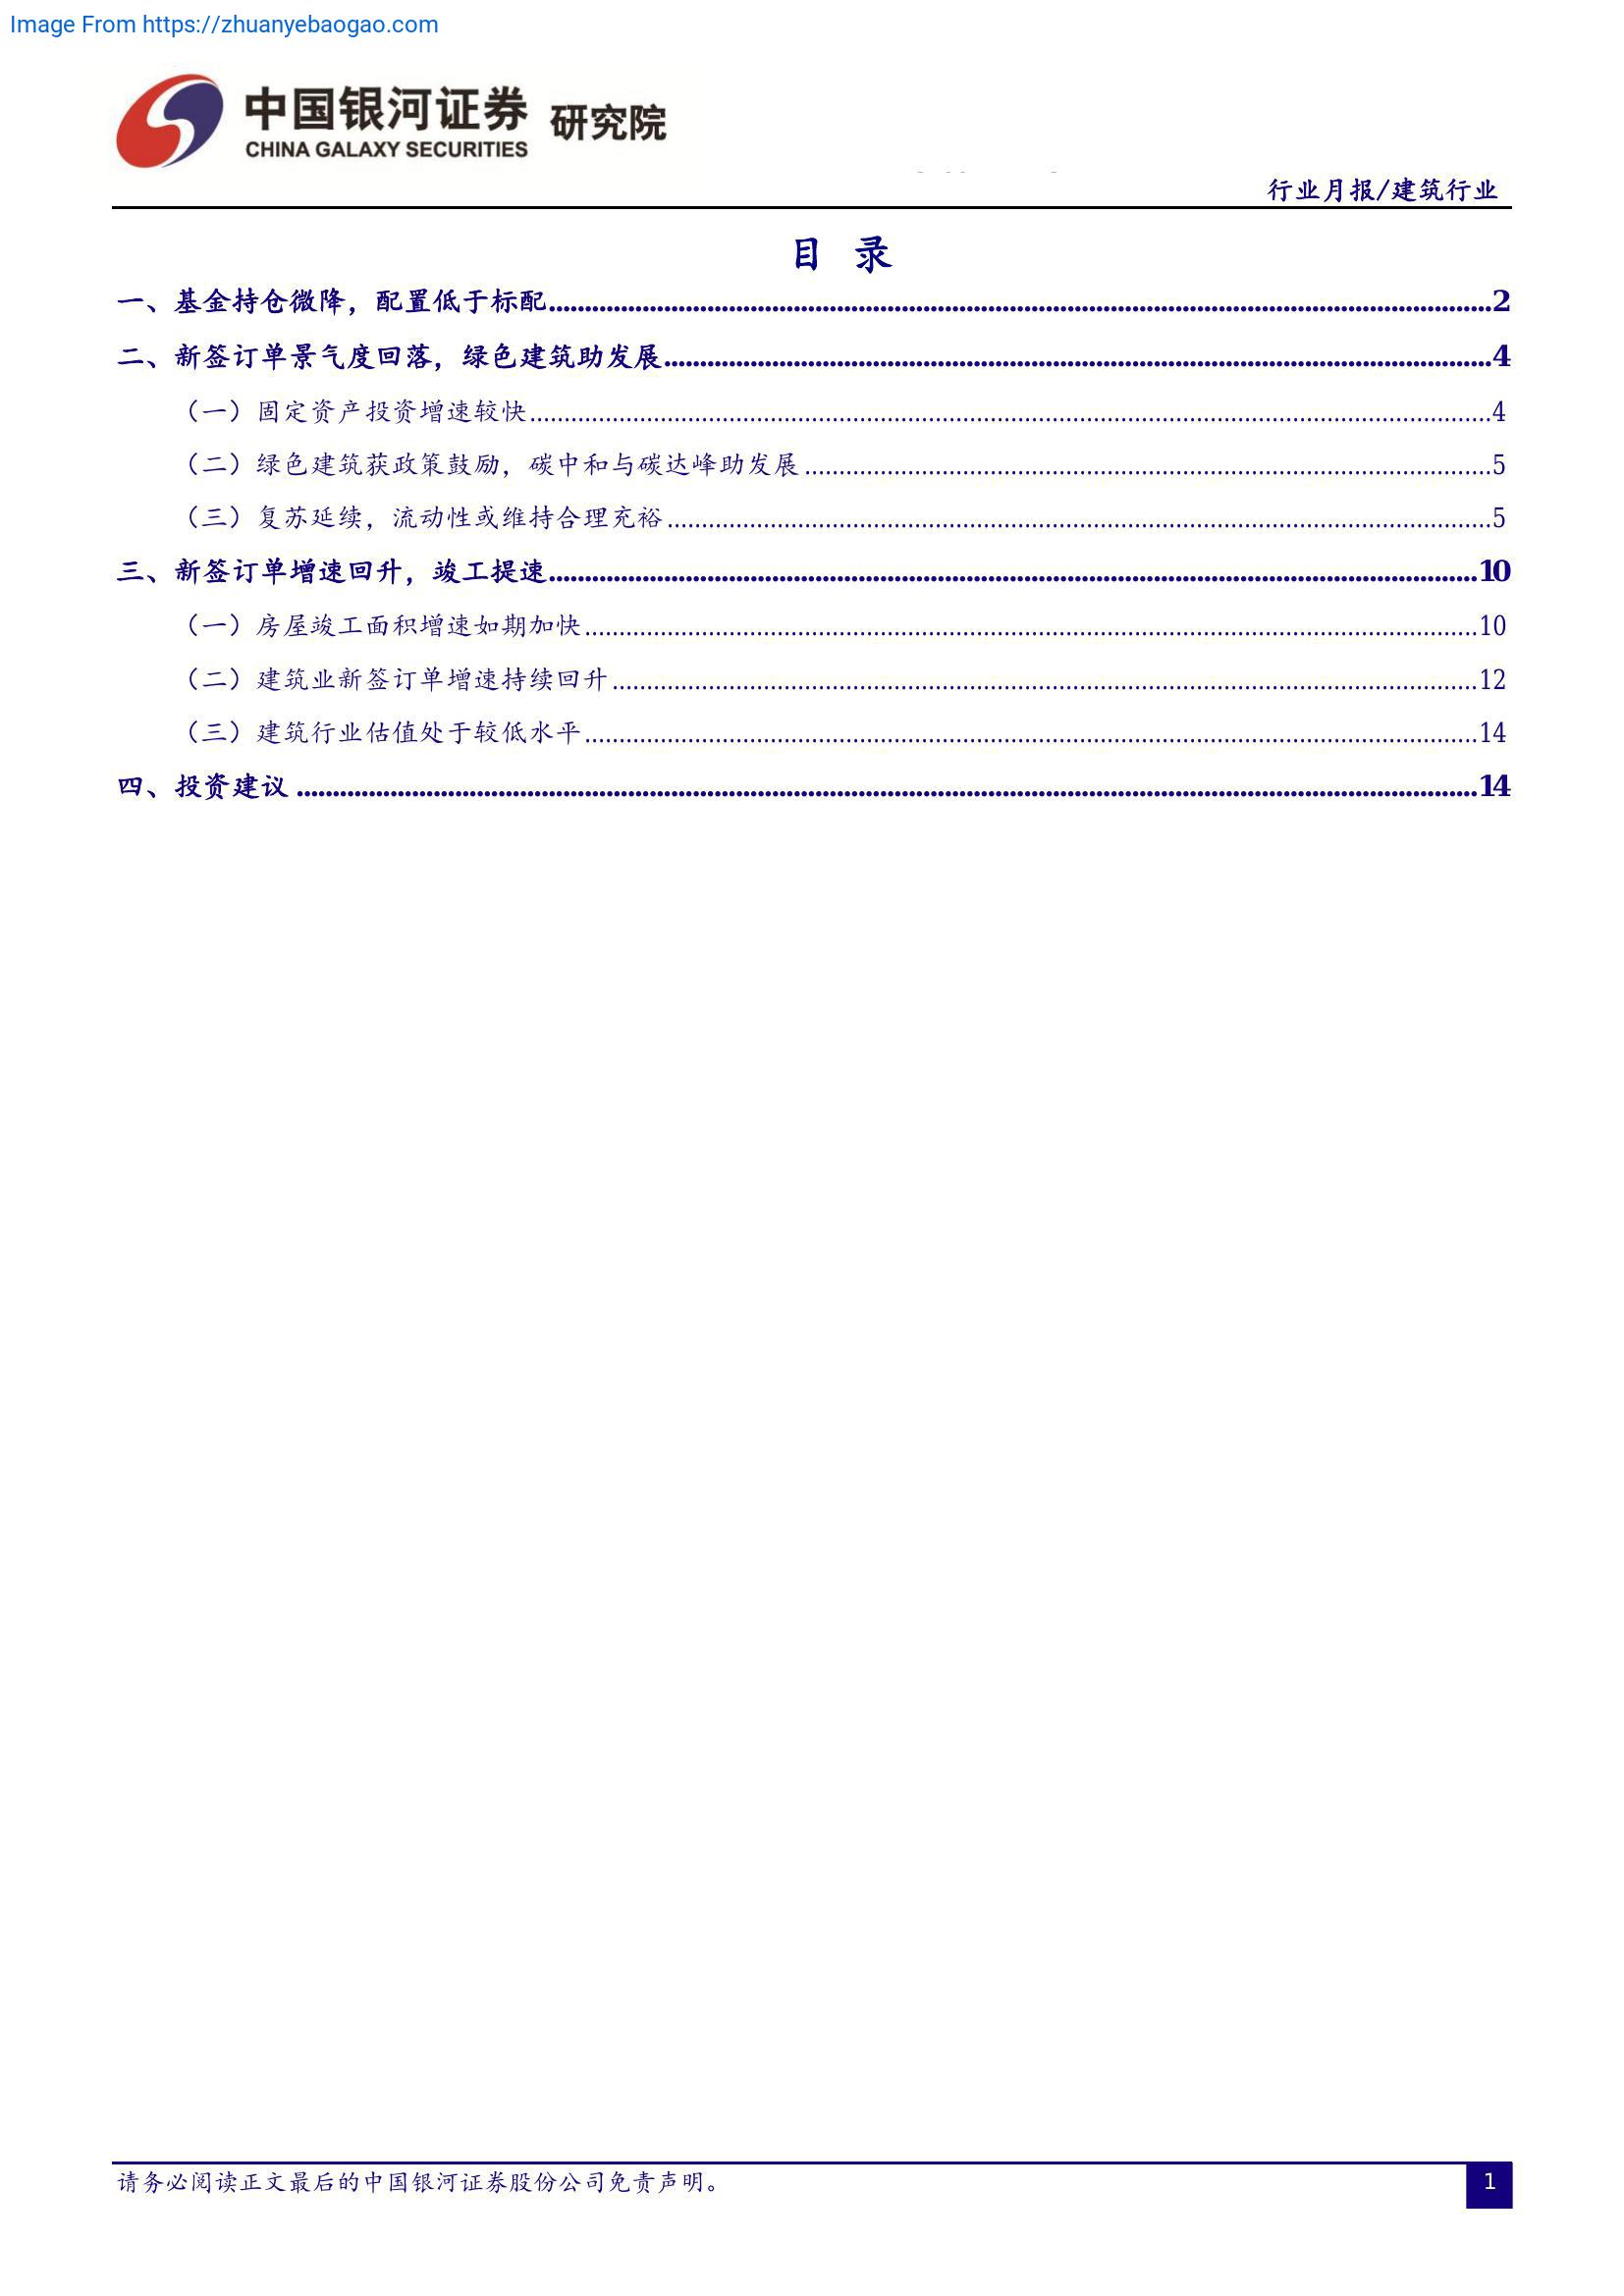 Image From https://zhuanyebaogao.com
中国银河证券 研究院
CHINA GALAXY SECURITIES
行业月报/建筑行业
目 录
一、基金持仓微降，配置低于标配....................2
二、新签订单景气度回落，绿色建筑助发展....................4
（一）固定资产投资增速较快....................4
（二）绿色建筑获政策鼓励，碳中和与碳达峰助发展....................5
（三）复苏延续，流动性或维持合理充裕....................5
三、新签订单增速回升，竣工提速....................10
（一）房屋竣工面积增速如期加快....................10
（二）建筑业新签订单增速持续回升....................12
（三）建筑行业估值处于较低水平....................14
四、投资建议....................14
请务必阅读正文最后的中国银河证券股份公司免责声明。
1